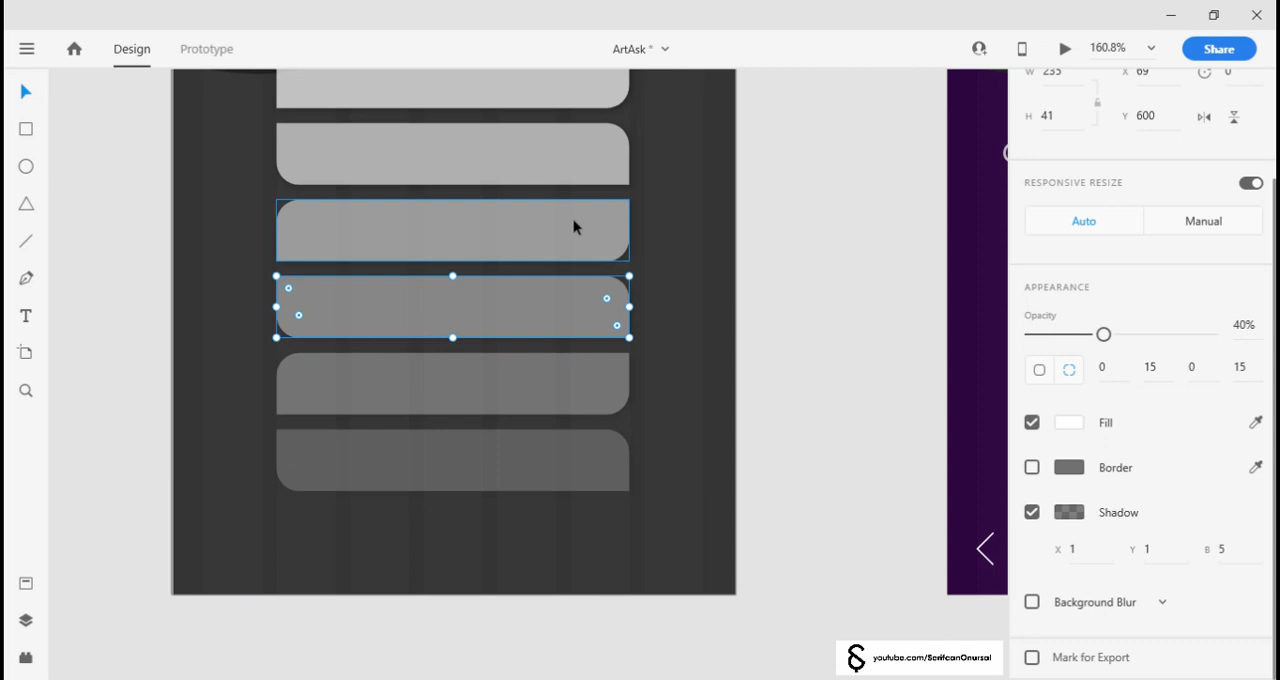 Design Prototype ArtAsk * 160.8% Share
W 235 X 69 0
H 41 Y 600
RESPONSIVE RESIZE
Auto Manual
APPEARANCE
Opacity
40%
0 15 0 15
Fill
Border
Shadow
X 1 Y 1 B 5
Background Blur
T
youtube.com/SerifcanOnursal
Mark for Export